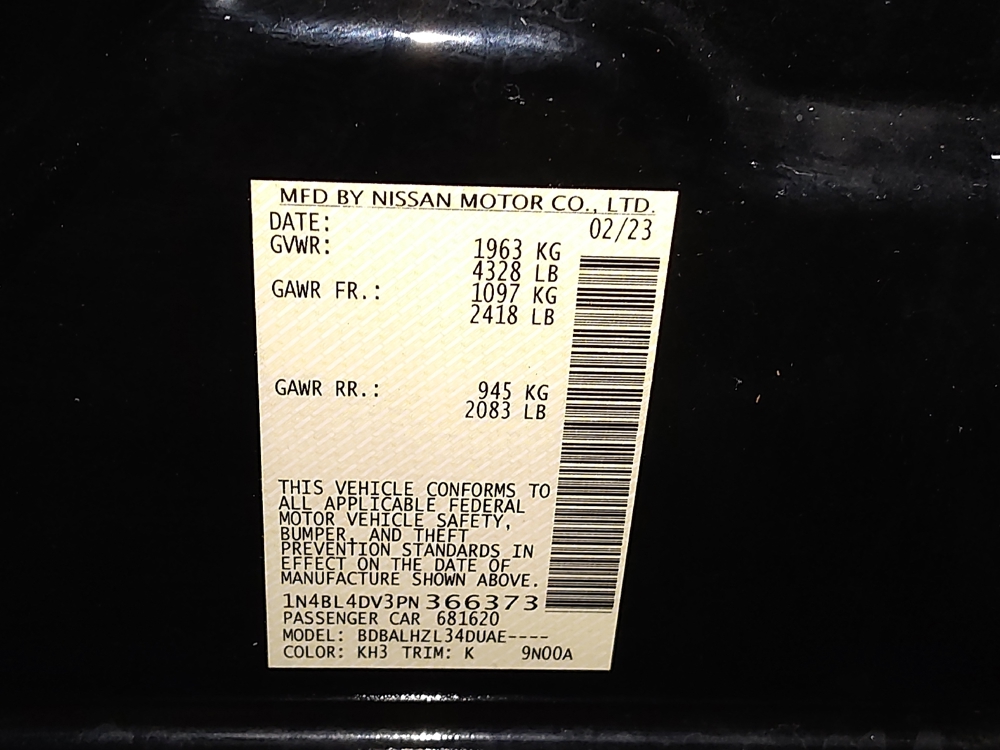 MFD BY NISSAN MOTOR CO., LTD.
DATE: 02/23
GVWR: 1963 KG
4328 LB
GAWR FR.: 1097 KG
2418 LB
GAWR RR.: 945 KG
2083 LB
THIS VEHICLE CONFORMS TO
ALL APPLICABLE FEDERAL
MOTOR VEHICLE SAFETY,
BUMPER, AND THEFT
PREVENTION STANDARDS IN
EFFECT ON THE DATE OF
MANUFACTURE SHOWN ABOVE.
1N4BL4DV3PN366373
PASSENGER CAR 681620
MODEL: BDBALHZL34DUAE----
COLOR: KH3 TRIM: K 9N00A